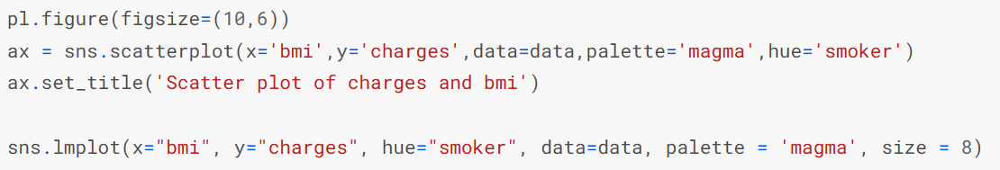 pl.figure(figsize=(10,6))
ax = sns.scatterplot(x='bmi',y='charges',data=data,palette='magma',hue='smoker')
ax.set_title('Scatter plot of charges and bmi')

sns.lmplot(x="bmi", y="charges", hue="smoker", data=data, palette = 'magma', size = 8)